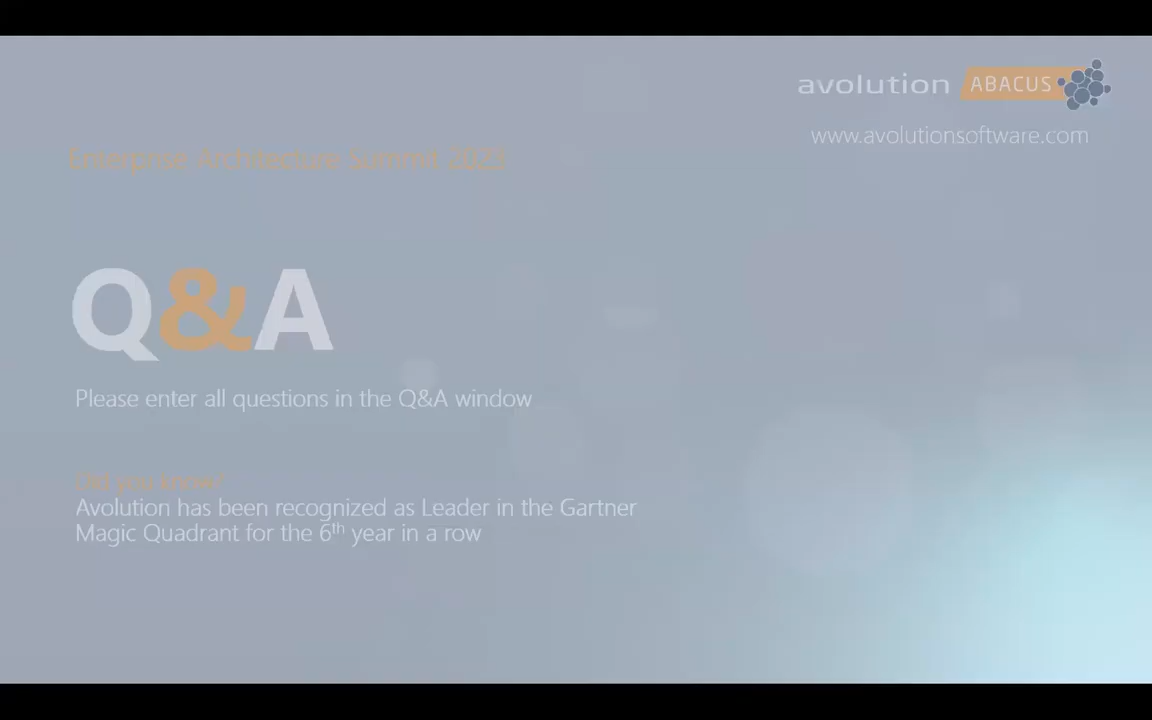 avolution ABACUS
www.avolutionsoftware.com
Enterprise Architecture Summit 2023
Q&A
Please enter all questions in the Q&A window
Did you know?
Avolution has been recognized as Leader in the Gartner
Magic Quadrant for the 6th year in a row